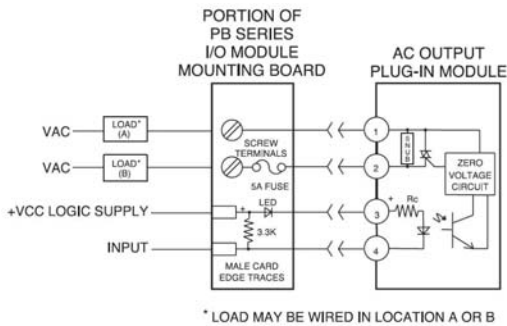 PORTION OF
PB SERIES
I/O MODULE
MOUNTING BOARD
AC OUTPUT
PLUG-IN MODULE
VAC
LOAD*
(A)
1
SCREW
TERMINALS
SNUB
VAC
LOAD*
(B)
2
ZERO
VOLTAGE
CIRCUIT
5A FUSE
+VCC LOGIC SUPPLY
+
LED
3
+
Rc
3.3K
INPUT
4
MALE CARD
EDGE TRACES
* LOAD MAY BE WIRED IN LOCATION A OR B